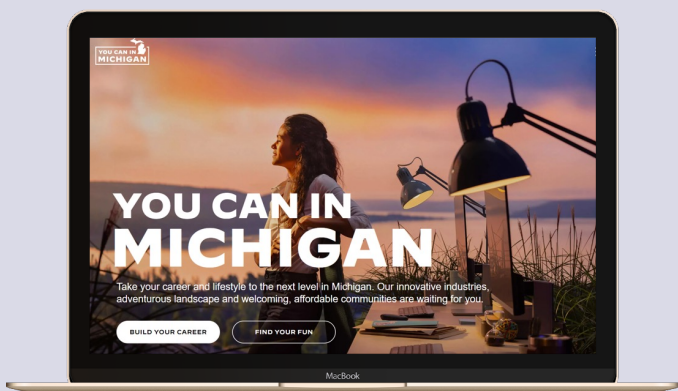 YOU CAN IN
MICHIGAN
YOU CAN IN
MICHIGAN
Take your career and lifestyle to the next level in Michigan. Our innovative industries,
adventurous landscape and welcoming, affordable communities are waiting for you.
BUILD YOUR CAREER
FIND YOUR FUN
MacBook